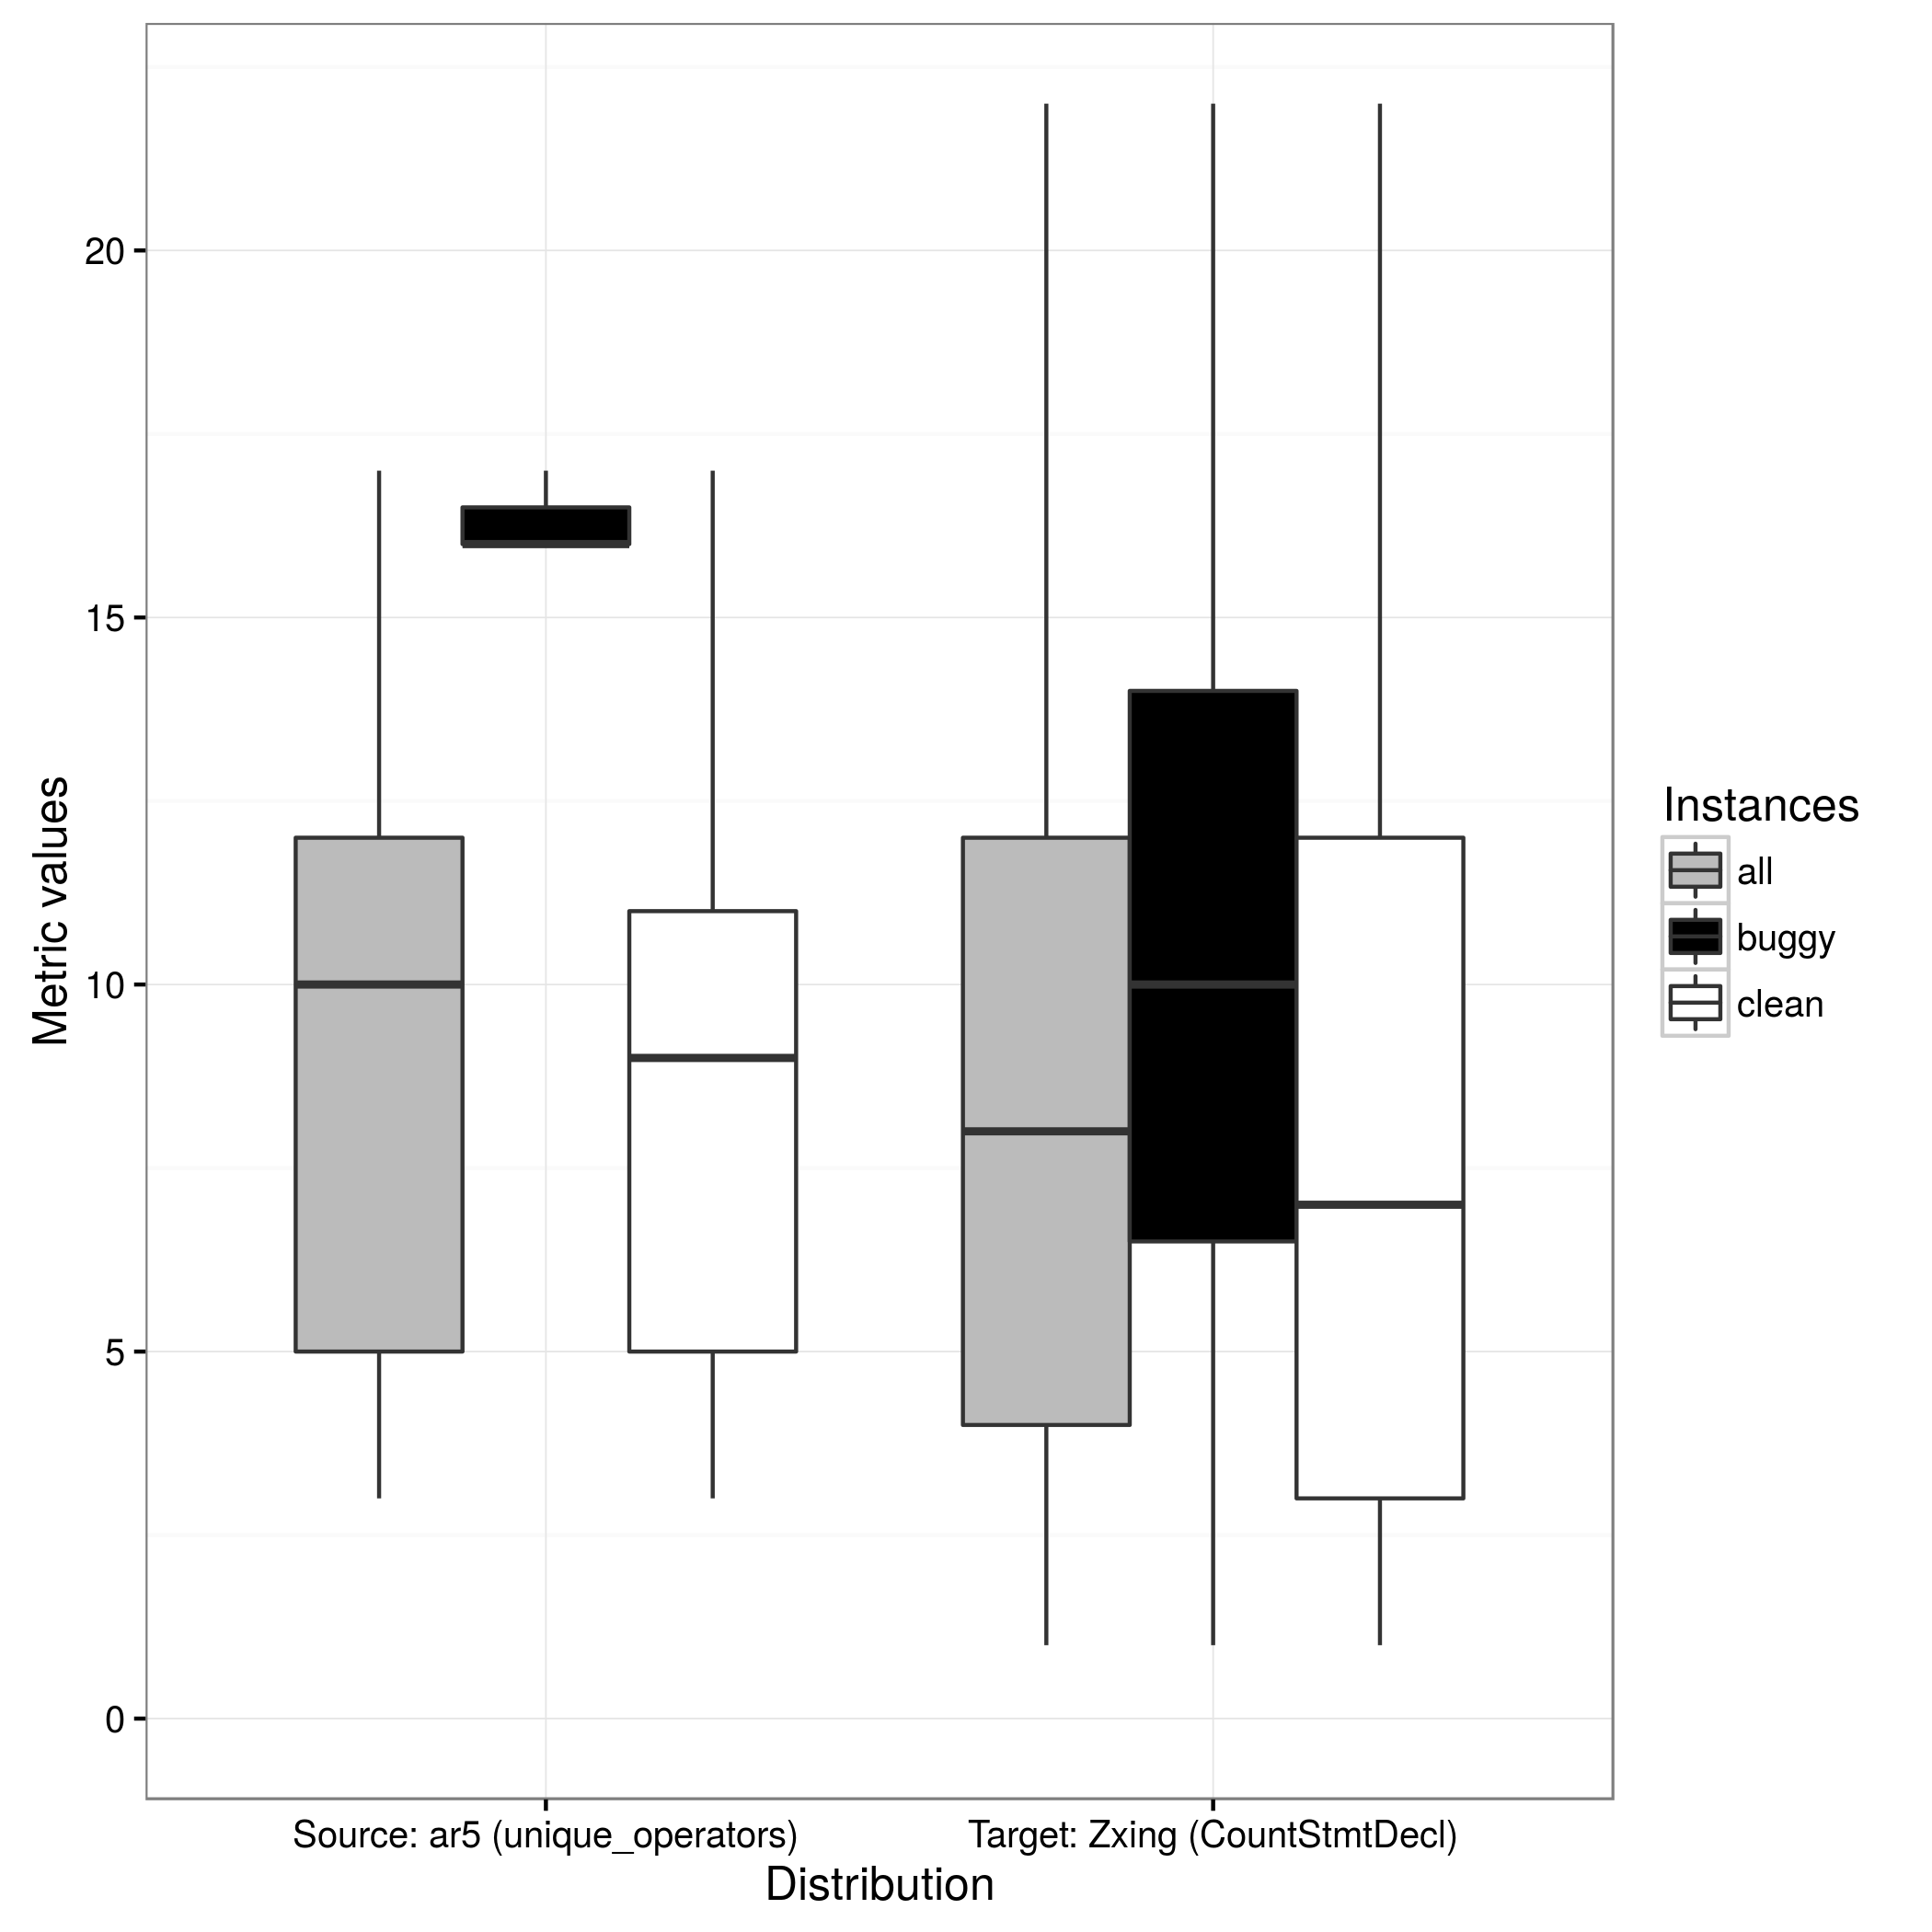 Metric values
20
15
10
5
0
Source: ar5 (unique_operators)
Target: Zxing (CountStmtDecl)
Distribution
Instances
all
buggy
clean